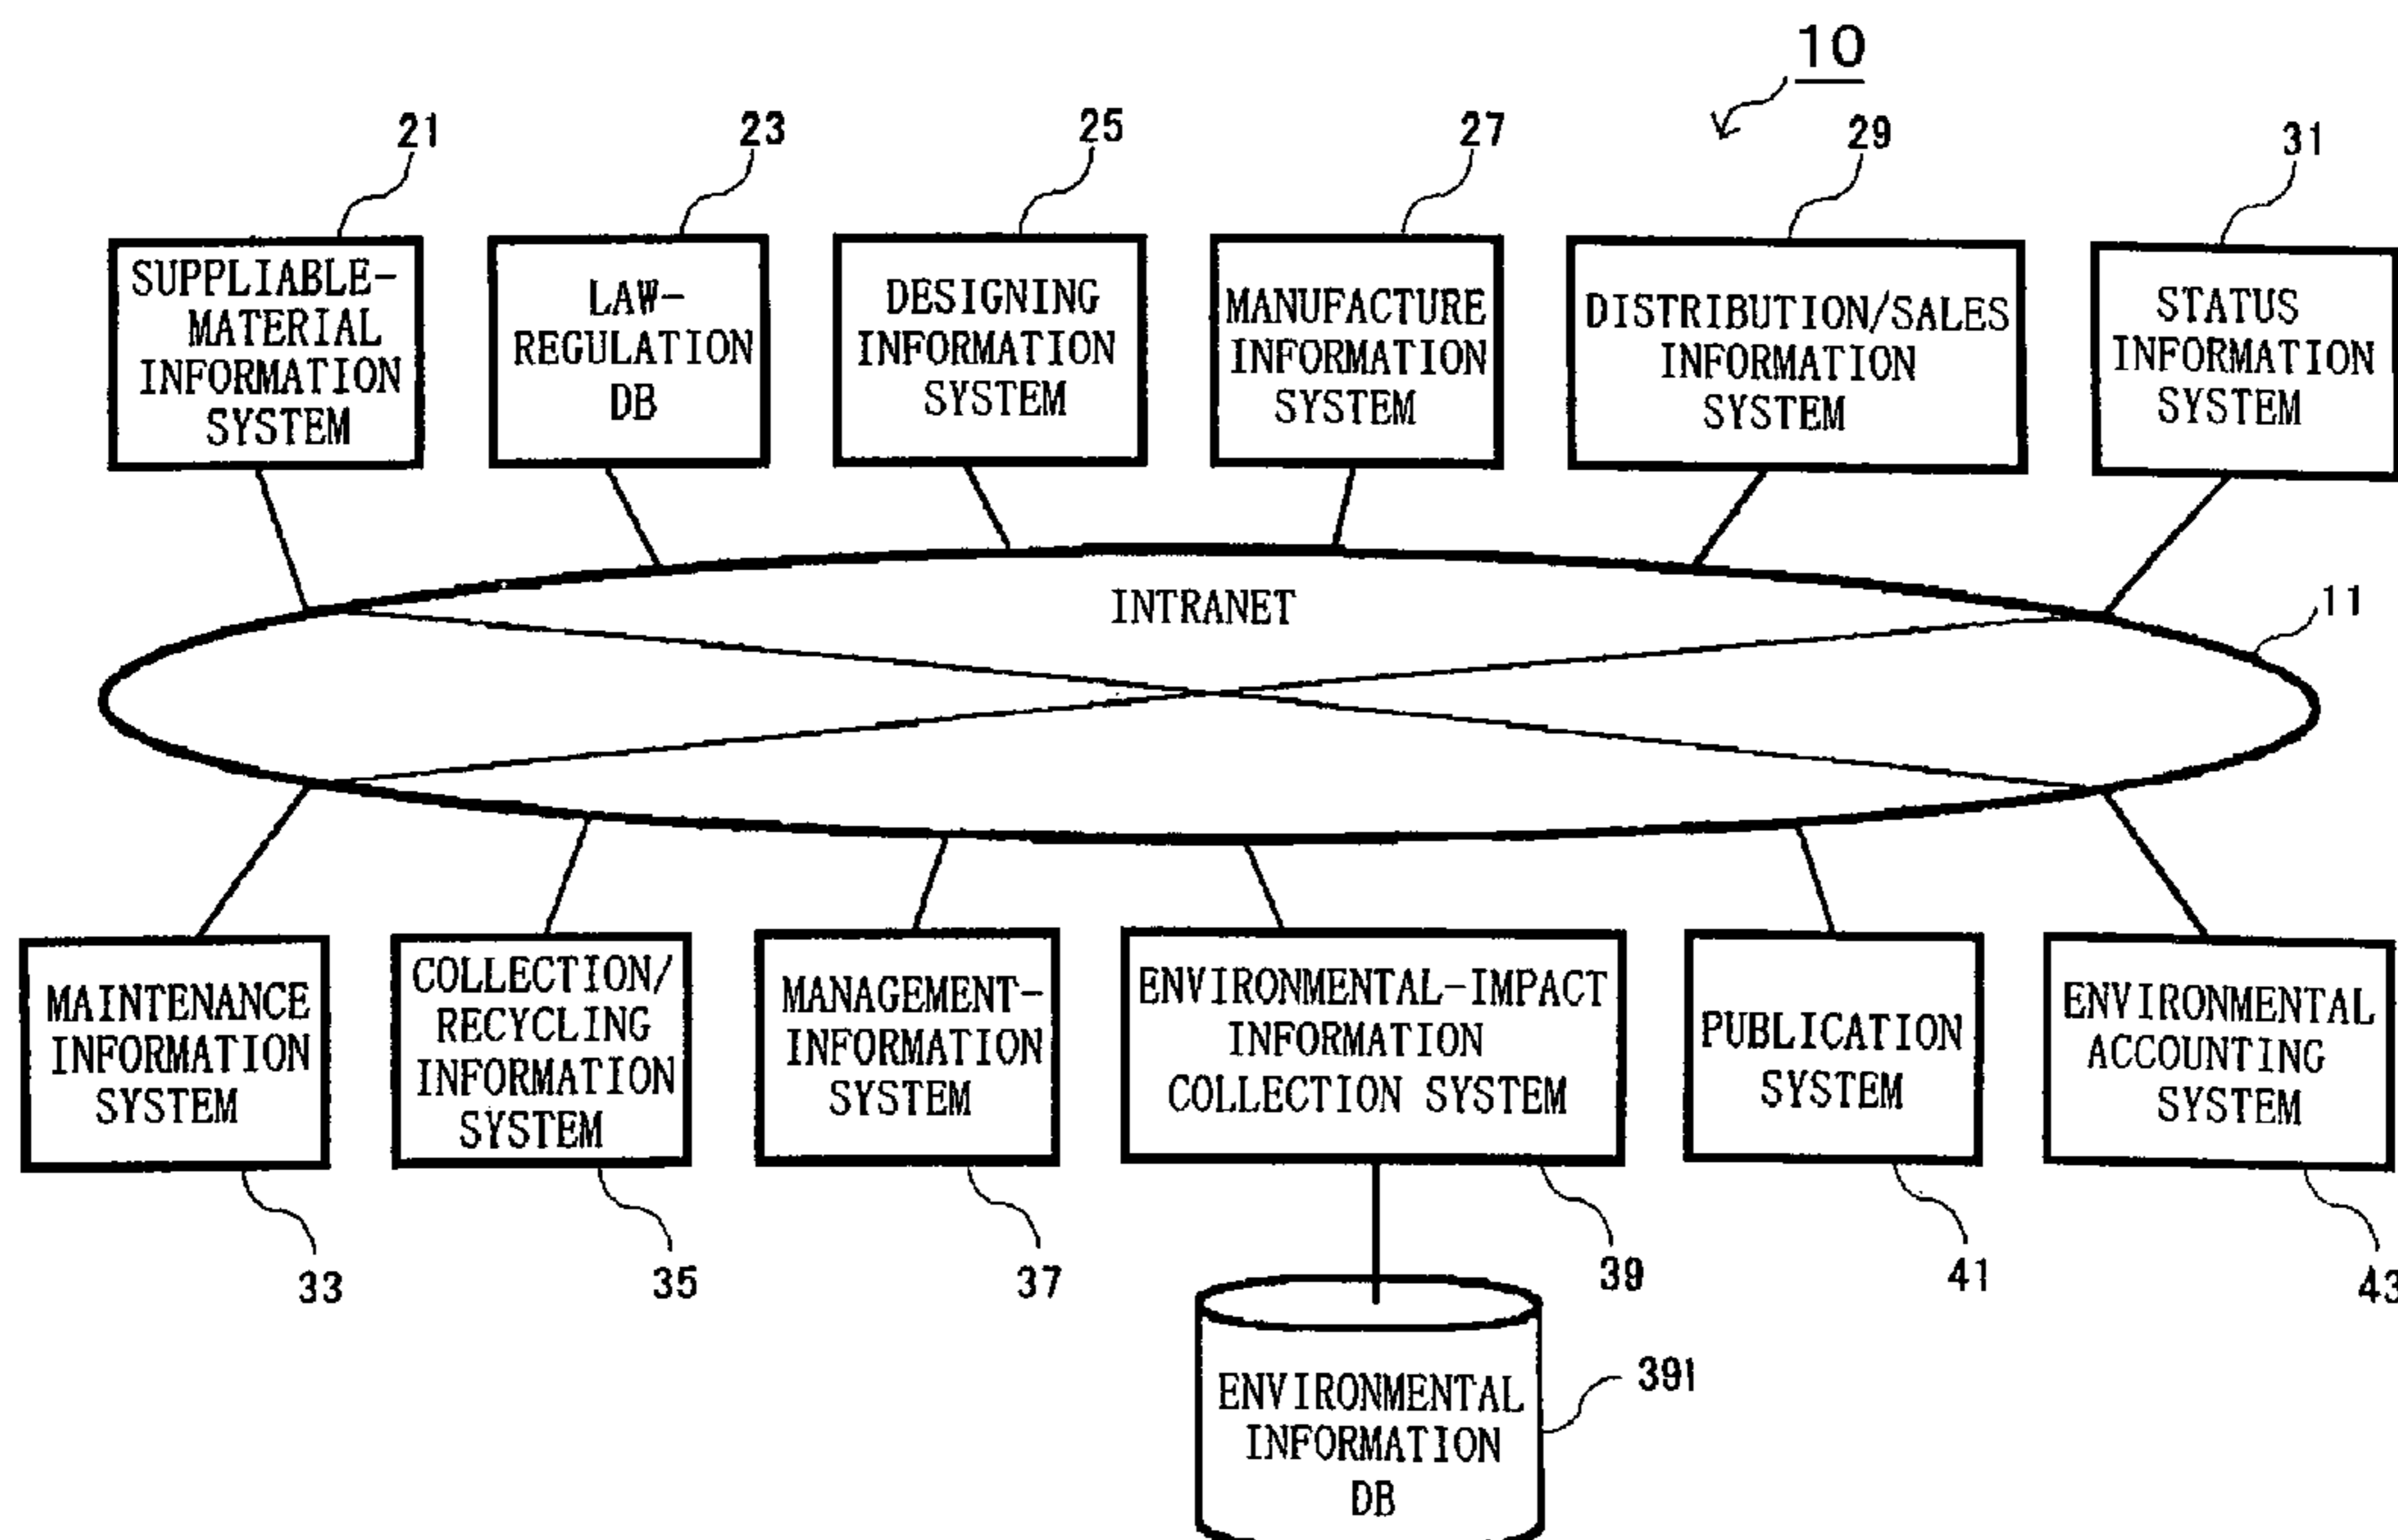 10
21
23
25
27
29
31
SUPPLIABLE-
MATERIAL
INFORMATION
SYSTEM
LAW-
REGULATION
DB
DESIGNING
INFORMATION
SYSTEM
MANUFACTURE
INFORMATION
SYSTEM
DISTRIBUTION/SALES
INFORMATION
SYSTEM
STATUS
INFORMATION
SYSTEM
INTRANET
11
MAINTENANCE
INFORMATION
SYSTEM
COLLECTION/
RECYCLING
INFORMATION
SYSTEM
MANAGEMENT-
INFORMATION
SYSTEM
ENVIRONMENTAL-IMPACT
INFORMATION
COLLECTION SYSTEM
PUBLICATION
SYSTEM
ENVIRONMENTAL
ACCOUNTING
SYSTEM
33
35
37
39
41
43
391
ENVIRONMENTAL
INFORMATION
DB